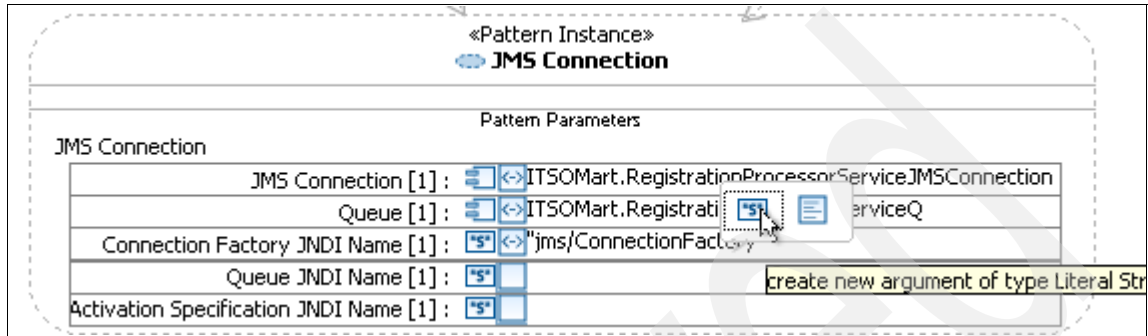 «Pattern Instance»
JMS Connection
Pattern Parameters
JMS Connection
JMS Connection [1] : ITSOMart.RegistrationProcessorServiceJMSConnection
Queue [1] : ITSOMart.Registrati "S" erviceQ
Connection Factory JNDI Name [1] : "S" "jms/ConnectionFactory"
Queue JNDI Name [1] : "S"
create new argument of type Literal Str
Activation Specification JNDI Name [1] : "S"